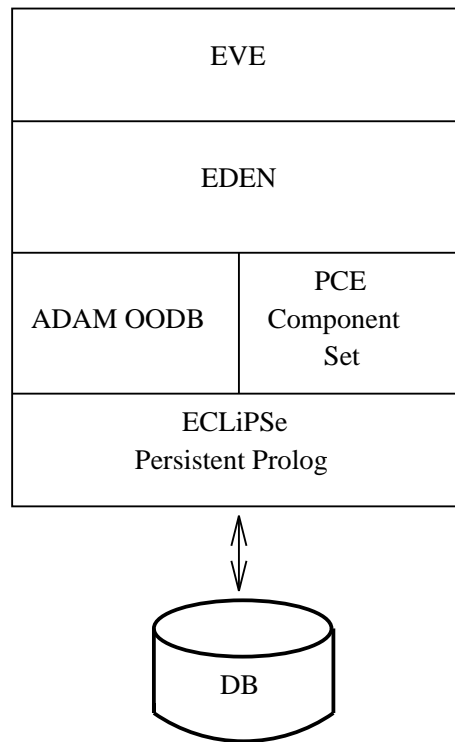 EVE
EDEN
ADAM OODB
PCE
Component
Set
ECLiPSe
Persistent Prolog
DB